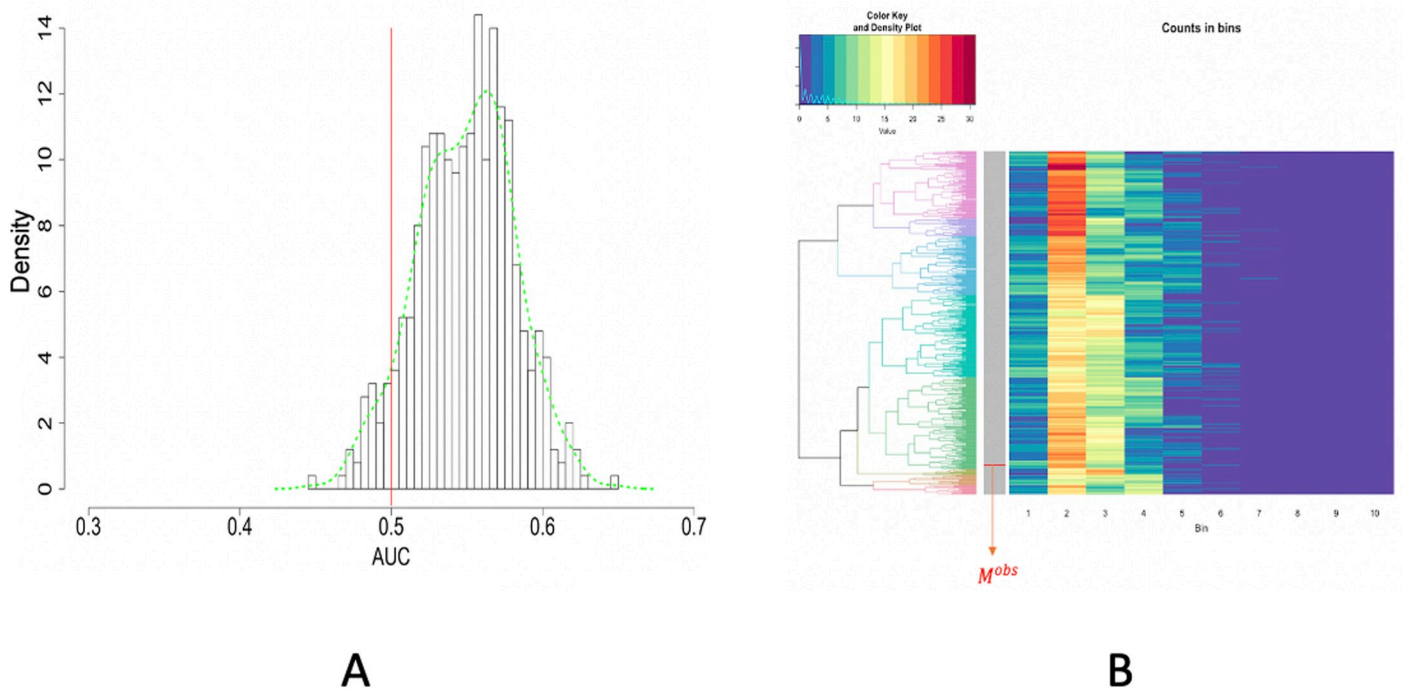 14
12
10
8
6
4
2
0
Density
0.3 0.4 0.5 0.6 0.7
AUC
A
Color Key
and Density Plot
0 5 10 15 20 25 30
Value
Counts in bins
1 2 3 4 5 6 7 8 9 10
Bin
M^obs
B